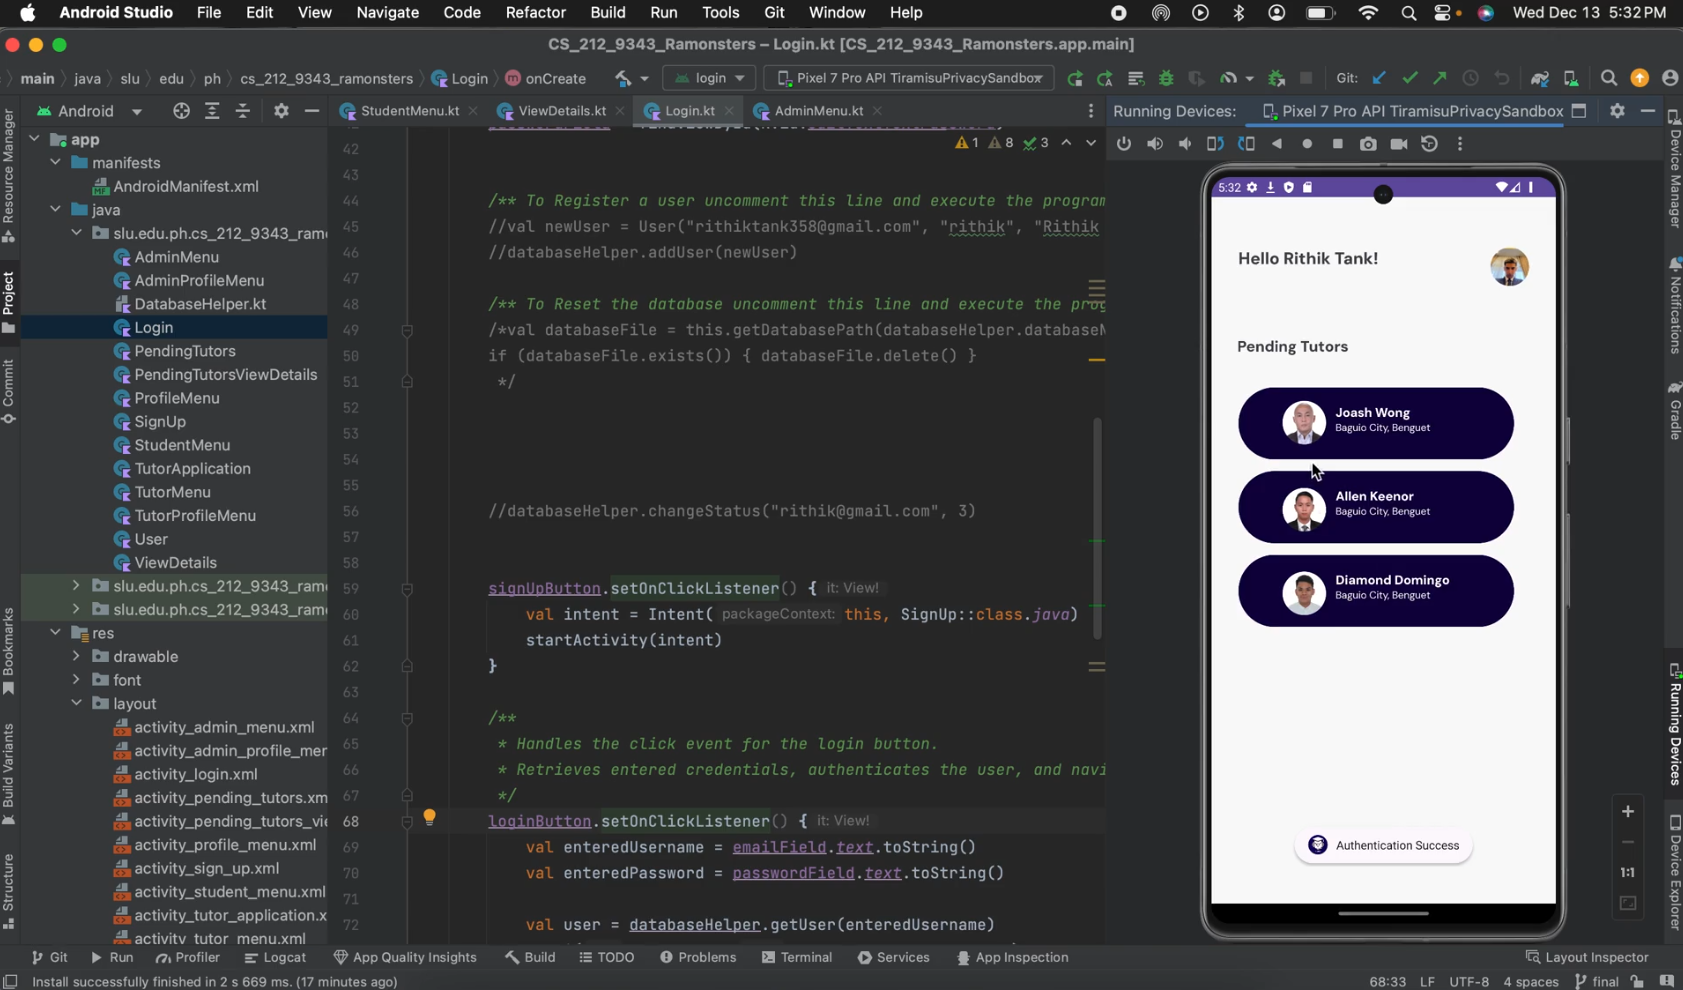 Android Studio File Edit View Navigate Code Refactor Build Run Tools Git Window Help Wed Dec 13 5:32 PM
CS_212_9343_Ramonsters – Login.kt [CS_212_9343_Ramonsters.app.main]
main java slu edu ph cs_212_9343_ramonsters Login onCreate login Pixel 7 Pro API TiramisuPrivacySandbox Git:
Android StudentMenu.kt ViewDetails.kt Login.kt AdminMenu.kt Running Devices: Pixel 7 Pro API TiramisuPrivacySandbox
Resource Manager
Project
Commit
Bookmarks
Build Variants
Structure
app
manifests
AndroidManifest.xml
java
slu.edu.ph.cs_212_9343_ram
AdminMenu
AdminProfileMenu
DatabaseHelper.kt
Login
PendingTutors
PendingTutorsViewDetails
ProfileMenu
SignUp
StudentMenu
TutorApplication
TutorMenu
TutorProfileMenu
User
ViewDetails
slu.edu.ph.cs_212_9343_ram
slu.edu.ph.cs_212_9343_ram
res
drawable
font
layout
activity_admin_menu.xml
activity_admin_profile_mer
activity_login.xml
activity_pending_tutors.xm
activity_pending_tutors_vi
activity_profile_menu.xml
activity_sign_up.xml
activity_student_menu.xml
activity_tutor_application.x
activity_tutor_menu.xml
1 8 3
42
43
44 /** To Register a user uncomment this line and execute the program
45 //val newUser = User("rithiktank358@gmail.com", "rithik", "Rithik
46 //databaseHelper.addUser(newUser)
47
48 /** To Reset the database uncomment this line and execute the prog
49 /*val databaseFile = this.getDatabasePath(databaseHelper.databaseN
50 if (databaseFile.exists()) { databaseFile.delete() }
51 */
52
53
54
55
56 //databaseHelper.changeStatus("rithik@gmail.com", 3)
57
58
59 signUpButton.setOnClickListener() { it: View!
60 val intent = Intent( packageContext: this, SignUp::class.java)
61 startActivity(intent)
62 }
63
64 /**
65 * Handles the click event for the login button.
66 * Retrieves entered credentials, authenticates the user, and navi
67 */
68 loginButton.setOnClickListener() { it: View!
69 val enteredUsername = emailField.text.toString()
70 val enteredPassword = passwordField.text.toString()
71
72 val user = databaseHelper.getUser(enteredUsername)
5:32
Hello Rithik Tank!
Pending Tutors
Joash Wong
Baguio City, Benguet
Allen Keenor
Baguio City, Benguet
Diamond Domingo
Baguio City, Benguet
Authentication Success
1:1
Device Manager
Notifications
Gradle
Running Devices
Device Explorer
Git Run Profiler Logcat App Quality Insights Build TODO Problems Terminal Services App Inspection Layout Inspector
Install successfully finished in 2 s 669 ms. (17 minutes ago) 68:33 LF UTF-8 4 spaces final